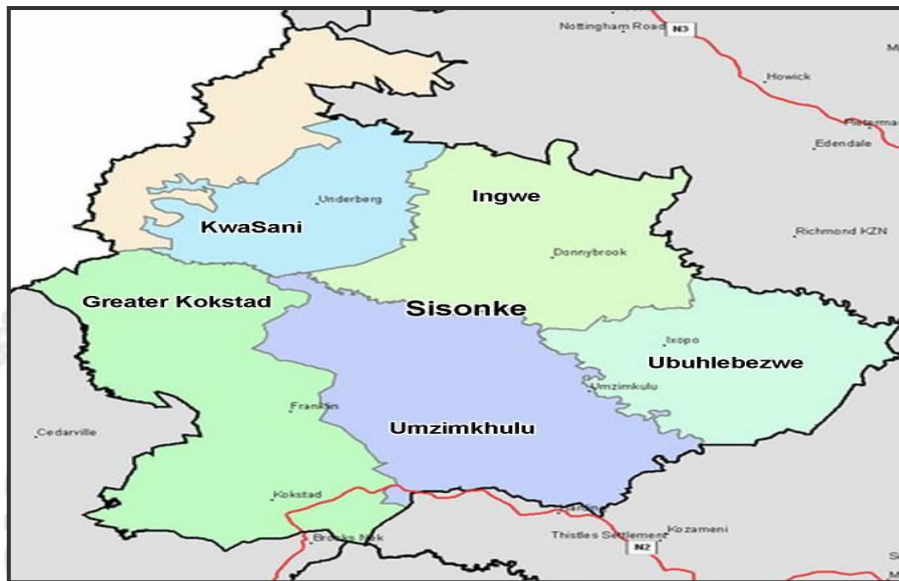 Nottingham Road
N3
Howick
Edendale
Ingwe
Underberg
KwaSani
Richmond KZN
Donnybrook
Greater Kokstad
Sisonke
Ixopo
Ubuhlebezwe
Umzimkulu
Franklin
Umzimkhulu
Cedarville
Kokstad
Thistles Settlement
Kozameni
Brooks Nek
N2